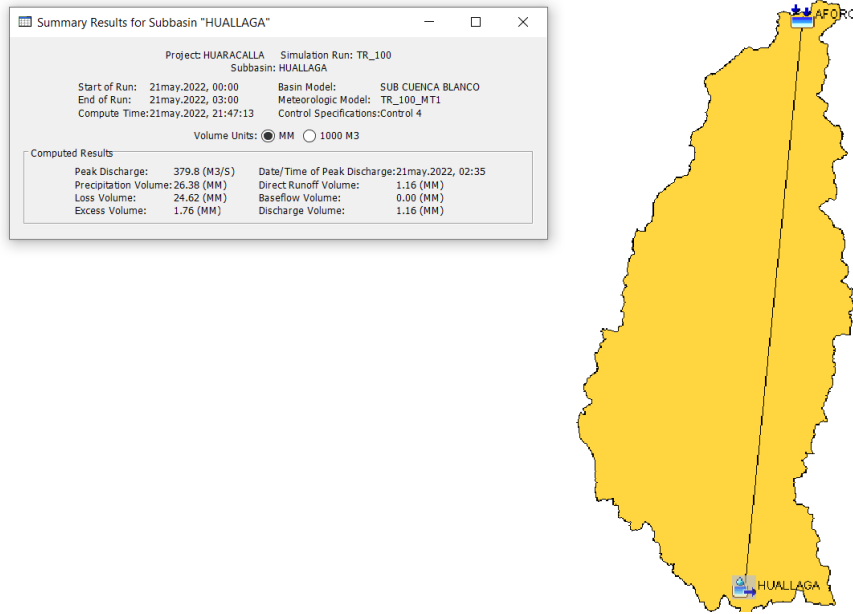 Summary Results for Subbasin "HUALLAGA"
Project: HUARACALLA Simulation Run: TR_100
Subbasin: HUALLAGA
Start of Run: 21may.2022, 00:00 Basin Model: SUB CUENCA BLANCO
End of Run: 21may.2022, 03:00 Meteorologic Model: TR_100_MT1
Compute Time:21may.2022, 21:47:13 Control Specifications:Control 4
Volume Units: MM 1000 M3
Computed Results
Peak Discharge: 379.8 (M3/S) Date/Time of Peak Discharge:21may.2022, 02:35
Precipitation Volume:26.38 (MM) Direct Runoff Volume: 1.16 (MM)
Loss Volume: 24.62 (MM) Baseflow Volume: 0.00 (MM)
Excess Volume: 1.76 (MM) Discharge Volume: 1.16 (MM)
AFORO
HUALLAGA